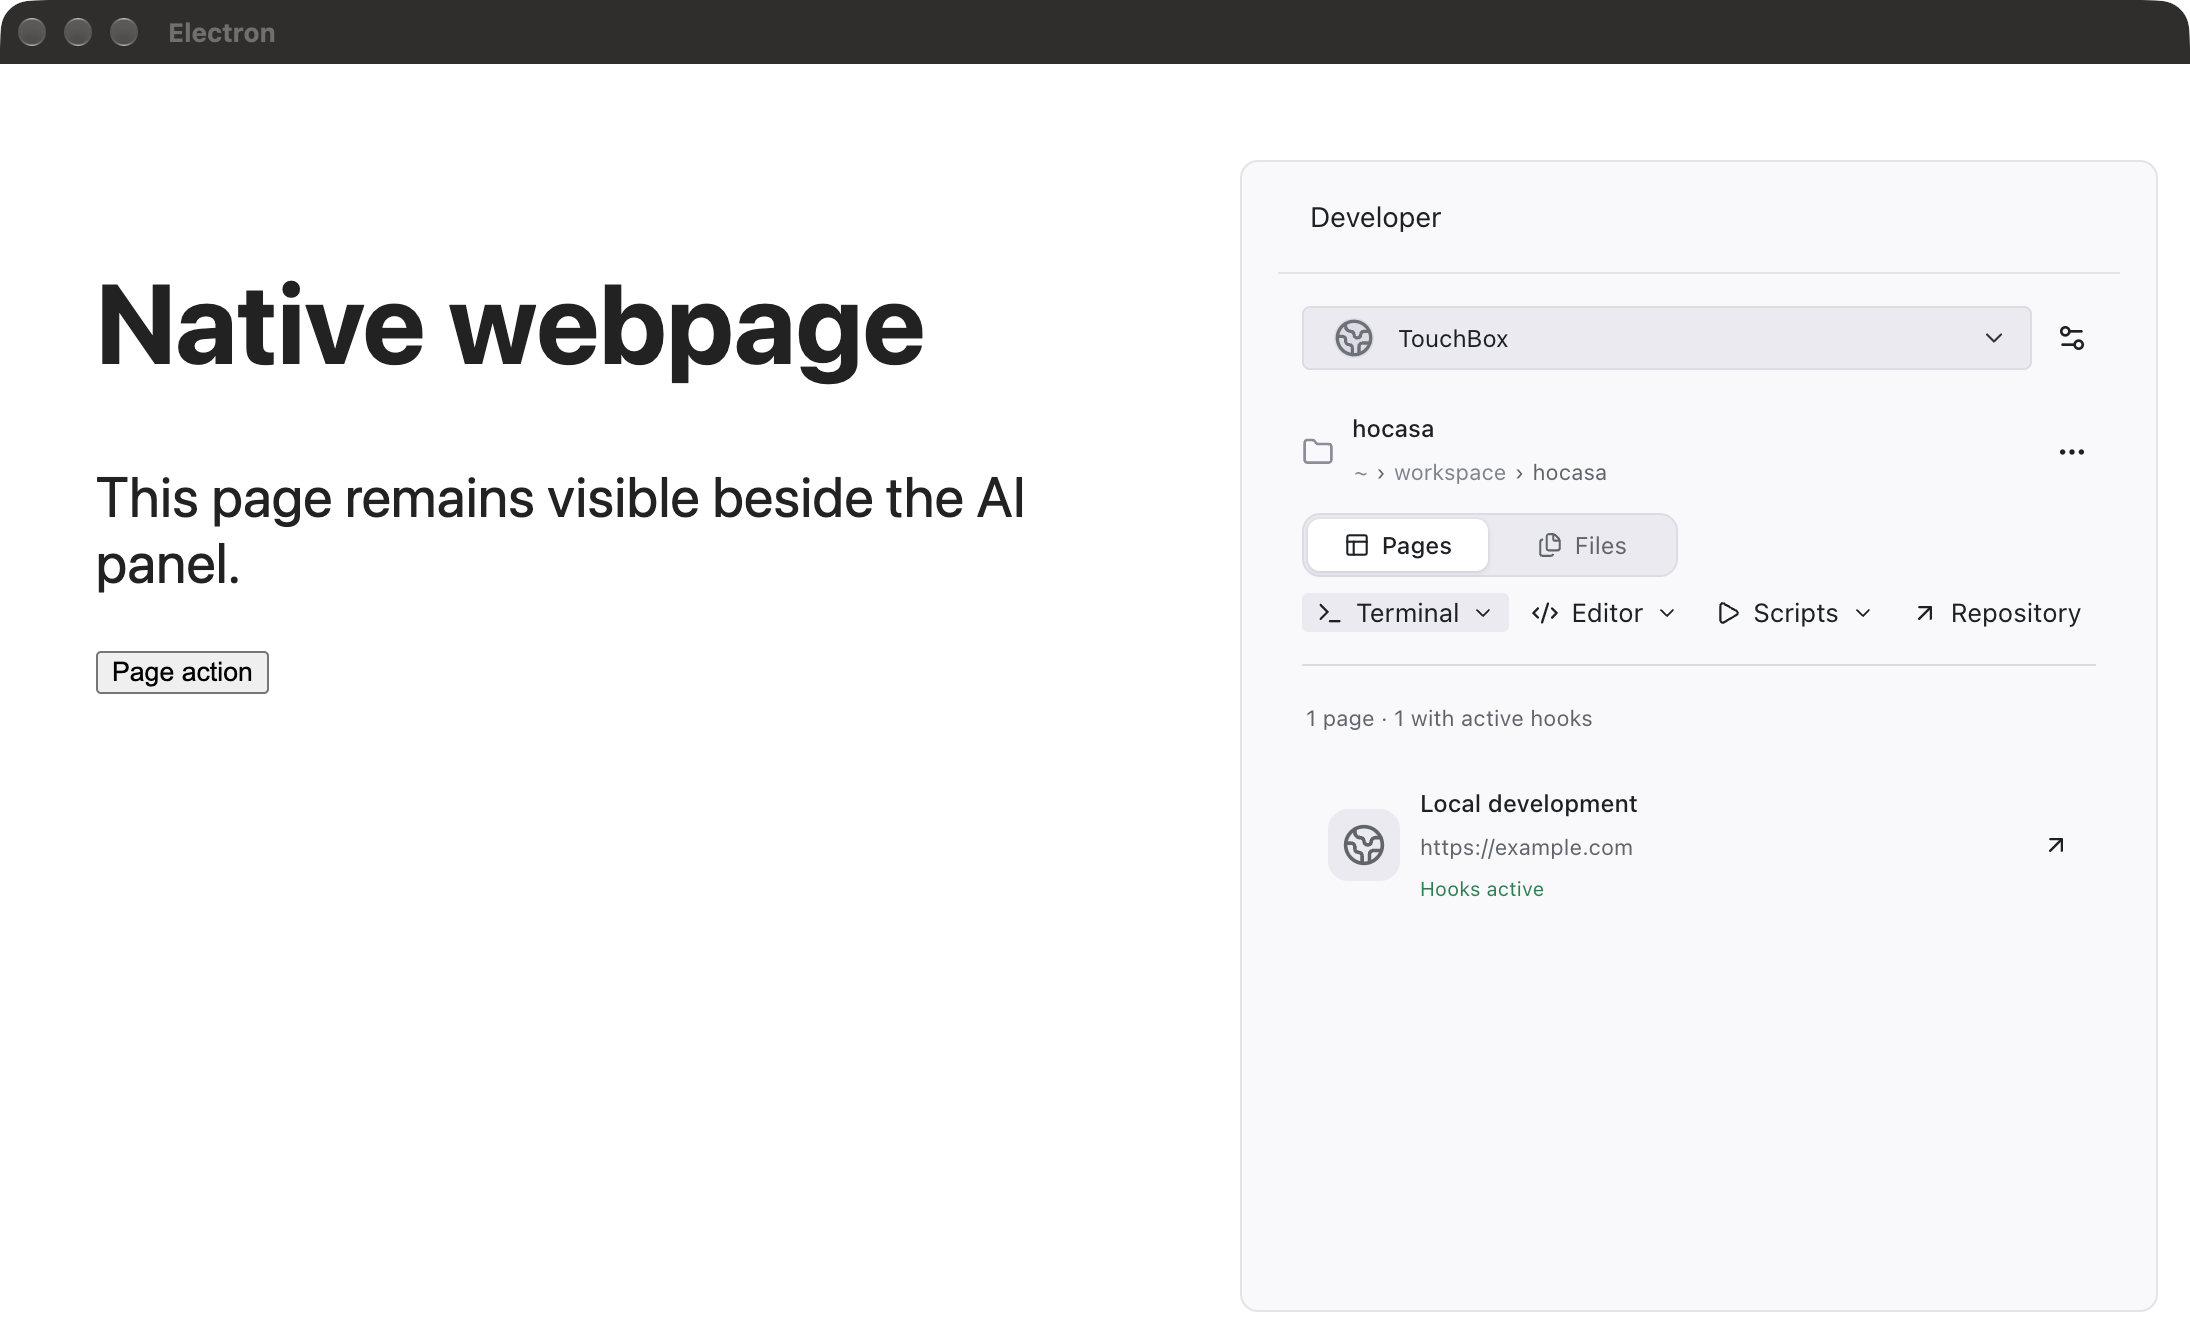 Electron
Native webpage
This page remains visible beside the AI
panel.
Page action
Developer
TouchBox
hocasa
~ › workspace › hocasa
Pages Files
Terminal Editor Scripts Repository
1 page · 1 with active hooks
Local development
https://example.com
Hooks active